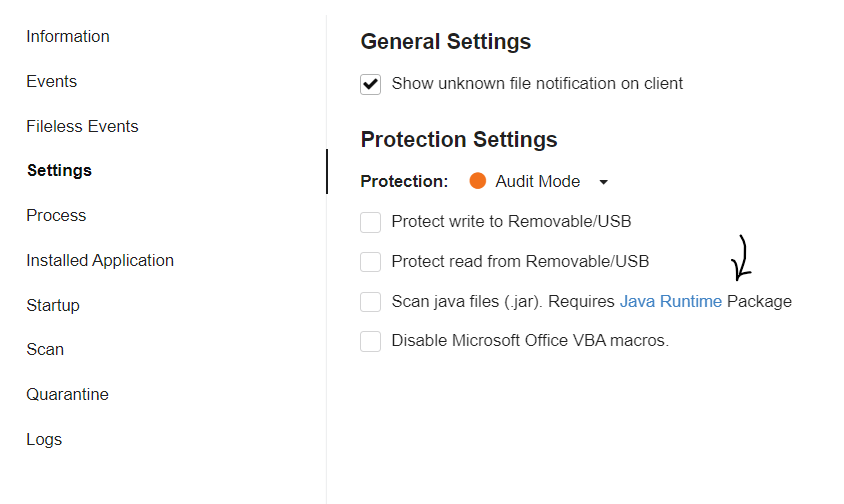 Information
Events
Fileless Events
Settings
Process
Installed Application
Startup
Scan
Quarantine
Logs
General Settings
Show unknown file notification on client
Protection Settings
Protection: Audit Mode
Protect write to Removable/USB
Protect read from Removable/USB
Scan java files (.jar). Requires Java Runtime Package
Disable Microsoft Office VBA macros.